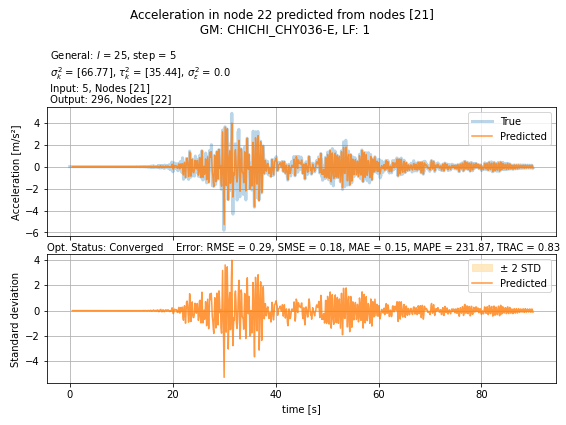 Acceleration in node 22 predicted from nodes [21]
GM: CHICHI_CHY036-E, LF: 1
General: l = 25, step = 5
σ²ₖ = [66.77], τ²ₖ = [35.44], σ²ε = 0.0
Input: 5, Nodes [21]
Output: 296, Nodes [22]
Acceleration [m/s²]
4
2
0
−2
−4
−6
True
Predicted
Opt. Status: Converged Error: RMSE = 0.29, SMSE = 0.18, MAE = 0.15, MAPE = 231.87, TRAC = 0.83
Standard deviation
4
2
0
−2
−4
± 2 STD
Predicted
0 20 40 60 80
time [s]